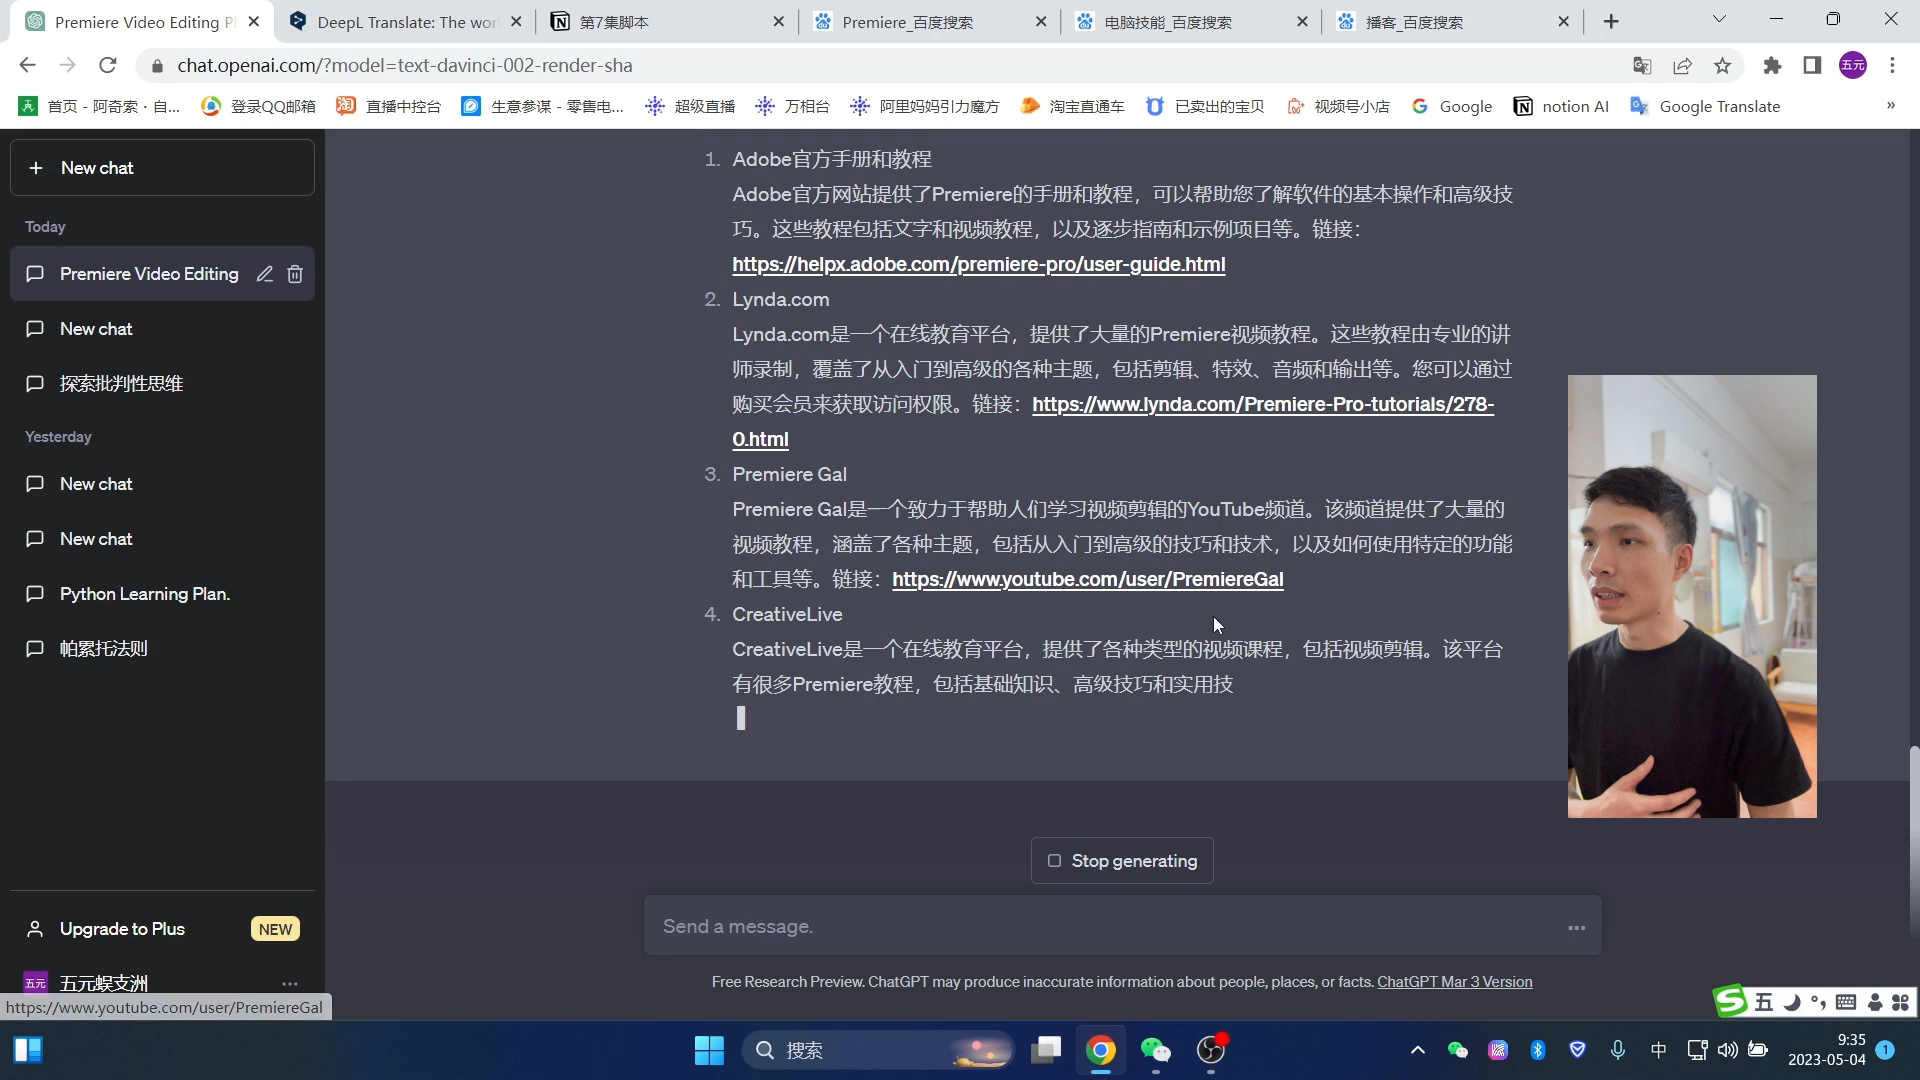 Premiere Video Editing Pl
DeepL Translate: The worl
第7集脚本
Premiere_百度搜索
电脑技能_百度搜索
播客_百度搜索
chat.openai.com/?model=text-davinci-002-render-sha
五元
首页 - 阿奇索 · 自...
登录QQ邮箱
直播中控台
生意参谋 - 零售电...
超级直播
万相台
阿里妈妈引力魔方
淘宝直通车
已卖出的宝贝
视频号小店
Google
notion AI
Google Translate
»
+ New chat
Today
Premiere Video Editing
New chat
探索批判性思维
Yesterday
New chat
New chat
Python Learning Plan.
帕累托法则
Upgrade to Plus
NEW
五元
五元蜈支洲
...
https://www.youtube.com/user/PremiereGal
1. Adobe官方手册和教程
Adobe官方网站提供了Premiere的手册和教程，可以帮助您了解软件的基本操作和高级技
巧。这些教程包括文字和视频教程，以及逐步指南和示例项目等。链接：
https://helpx.adobe.com/premiere-pro/user-guide.html
2. Lynda.com
Lynda.com是一个在线教育平台，提供了大量的Premiere视频教程。这些教程由专业的讲
师录制，覆盖了从入门到高级的各种主题，包括剪辑、特效、音频和输出等。您可以通过
购买会员来获取访问权限。链接：https://www.lynda.com/Premiere-Pro-tutorials/278-
0.html
3. Premiere Gal
Premiere Gal是一个致力于帮助人们学习视频剪辑的YouTube频道。该频道提供了大量的
视频教程，涵盖了各种主题，包括从入门到高级的技巧和技术，以及如何使用特定的功能
和工具等。链接：https://www.youtube.com/user/PremiereGal
4. CreativeLive
CreativeLive是一个在线教育平台，提供了各种类型的视频课程，包括视频剪辑。该平台
有很多Premiere教程，包括基础知识、高级技巧和实用技
Stop generating
Send a message.
...
Free Research Preview. ChatGPT may produce inaccurate information about people, places, or facts. ChatGPT Mar 3 Version
S 五
搜索
中
9:35
2023-05-04
1